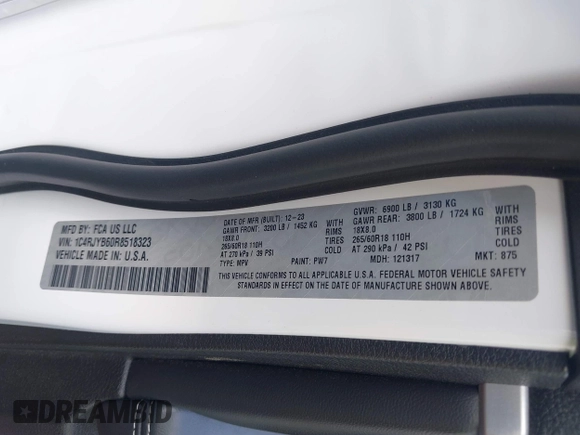 MFD BY: FCA US LLC
VIN: 1C4RJYB60R8518323
VEHICLE MADE IN: U.S.A.
DATE OF MFR (BUILT): 12-23
GAWR FRONT: 3200 LB / 1452 KG
18X8.0 RIMS
265/60R18 110H TIRES
AT 270 kPa / 39 PSI COLD
TYPE: MPV PAINT: PW7
GVWR: 6900 LB / 3130 KG
GAWR REAR: 3800 LB / 1724 KG
18X8.0 RIMS
265/60R18 110H TIRES
AT 290 kPa / 42 PSI COLD
MDH: 121317 MKT: 875
THIS VEHICLE CONFORMS TO ALL APPLICABLE U.S.A. FEDERAL MOTOR VEHICLE SAFETY
STANDARDS IN EFFECT ON THE DATE OF MANUFACTURE SHOWN ABOVE.
DREAMBID